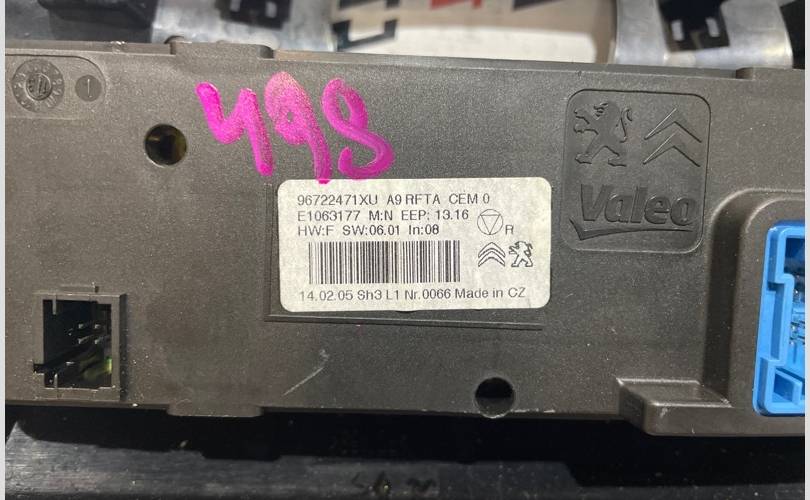 498
96722471XU A9 RFTA CEM 0
E1063177 M:N EEP: 13.16
HW:F SW:06.01 In:08
R
14.02.05 Sh3 L1 Nr.0066 Made in CZ
Valeo